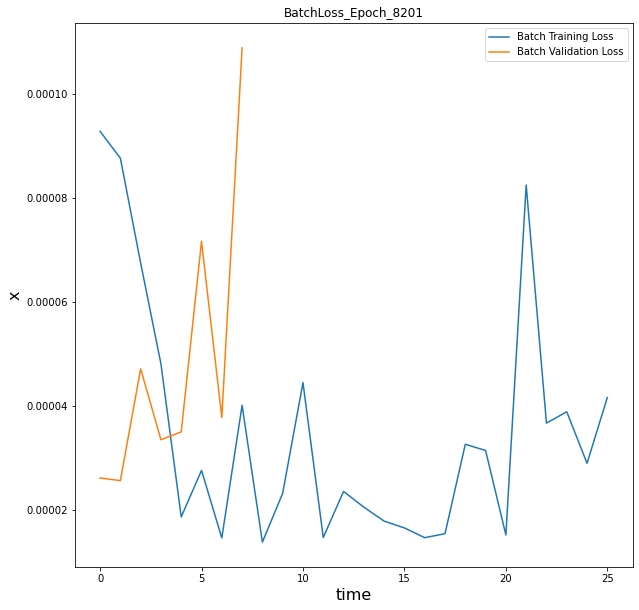 BatchLoss_Epoch_8201
Batch Training Loss
Batch Validation Loss
0.00010
0.00008
0.00006
0.00004
0.00002
x
0 5 10 15 20 25
time